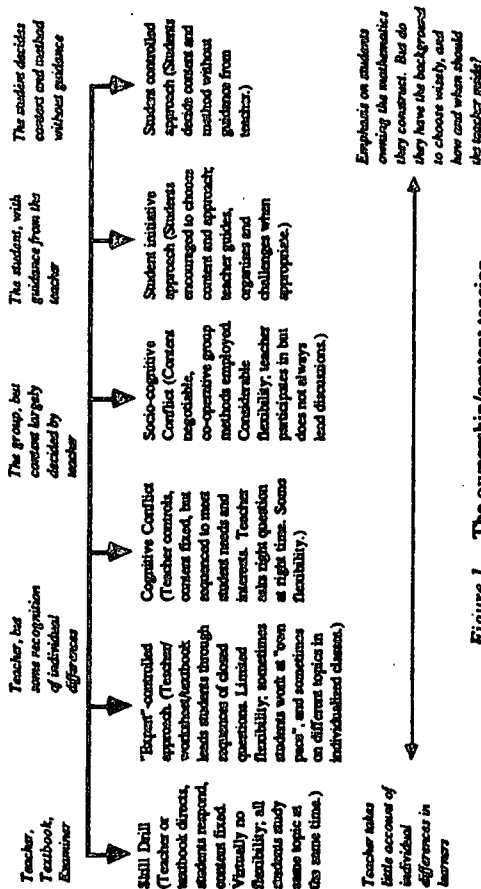 Teacher,
Textbook,
Examiner
Teacher, but
some recognition
of individual
differences
The group, but
content largely
decided by
teacher
The student, with
guidance from the
teacher
The student decides
content and method
without guidance
Skill Drill
(Teacher or
textbook directs,
students respond,
content fixed.
Virtually no
flexibility; all
students study
same topic at
the same time.)
"Expert"-controlled
approach. (Teacher/
worksheet/textbook
leads students through
sequences of closed
questions. Limited
flexibility; sometimes
students work at "own
pace", and sometimes
on different topics in
individualized classes.)
Cognitive Conflict
(Teacher controls,
content fixed, but
sequenced to meet
student needs and
interests. Teacher
asks right question
at right time. Some
flexibility.)
Socio-cognitive
Conflict (Content
negotiable,
co-operative group
methods employed.
Considerable
flexibility; teacher
participates in but
does not always
lead discussions.)
Student initiative
approach (Students
encouraged to choose
content and approach;
teacher guides,
organises and
challenges when
appropriate.)
Student controlled
approach (Students
decide content and
method without
guidance from
teacher.)
Teacher takes
little account of
individual
differences in
learners
Emphasis on students
owning the mathematics
they construct. But do
they have the background
to choose wisely, and
how and when should
the teacher guide?
Figure 1 The ownership/content tension